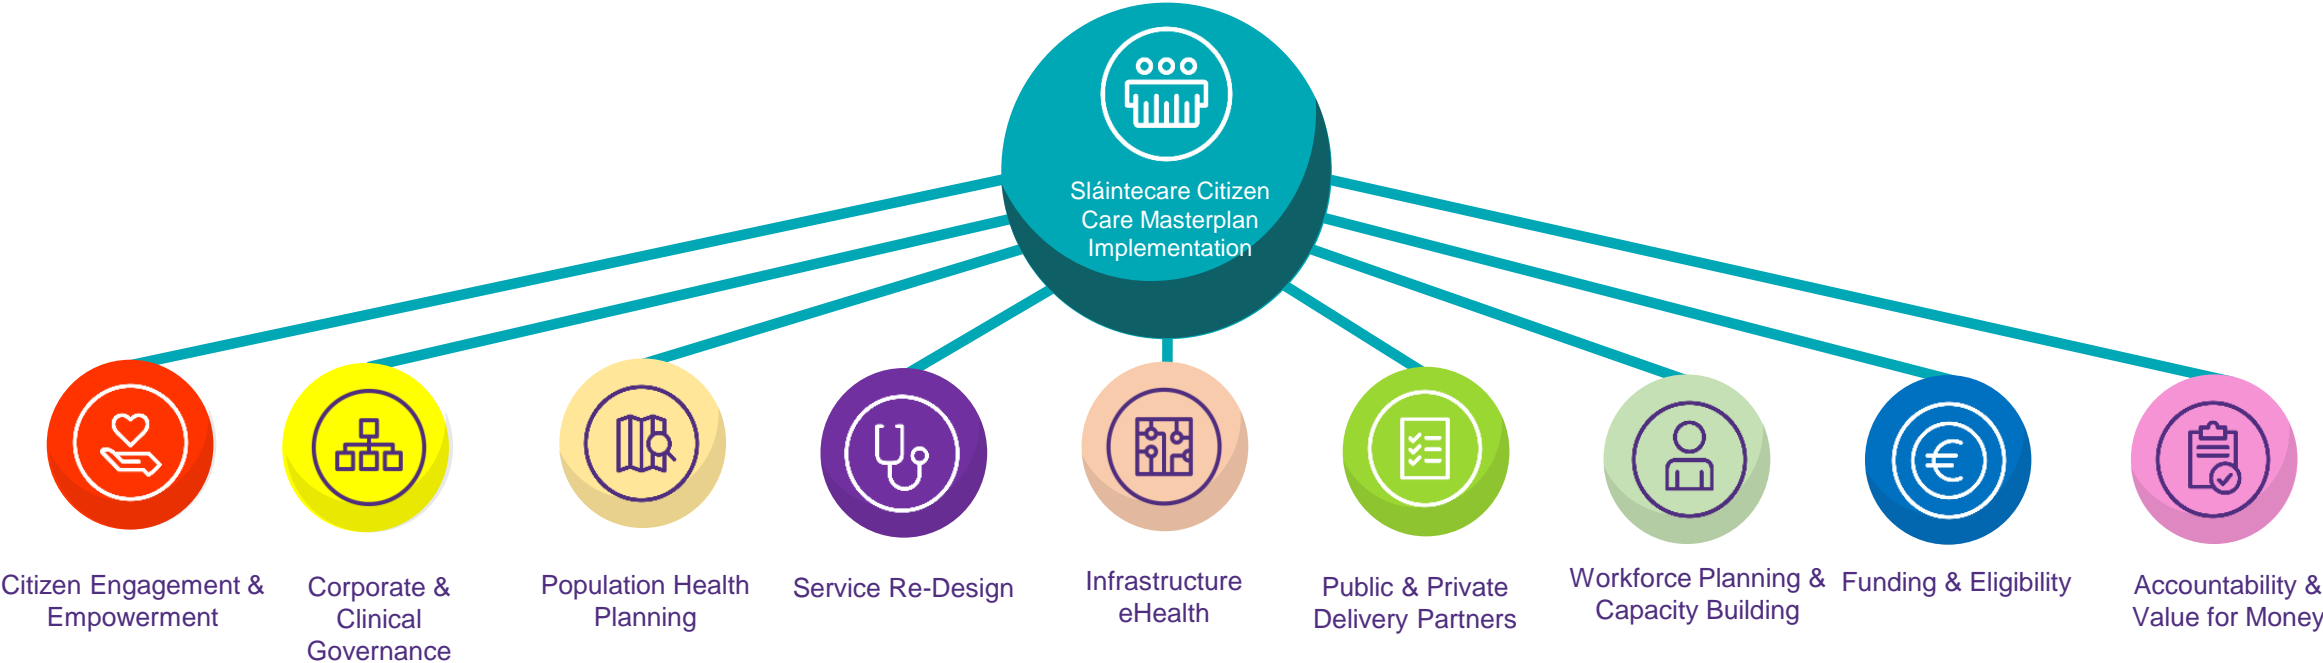 Sláintecare Citizen
Care Masterplan
Implementation
Citizen Engagement &
Empowerment
Corporate &
Clinical
Governance
Population Health
Planning
Service Re-Design
Infrastructure
eHealth
Public & Private
Delivery Partners
Workforce Planning &
Capacity Building
Funding & Eligibility
Accountability &
Value for Money